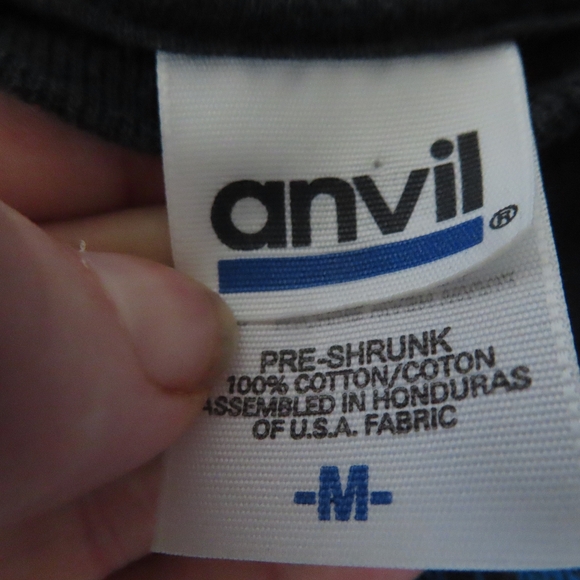 anvil®
PRE-SHRUNK
100% COTTON/COTON
ASSEMBLED IN HONDURAS
OF U.S.A. FABRIC
-M-